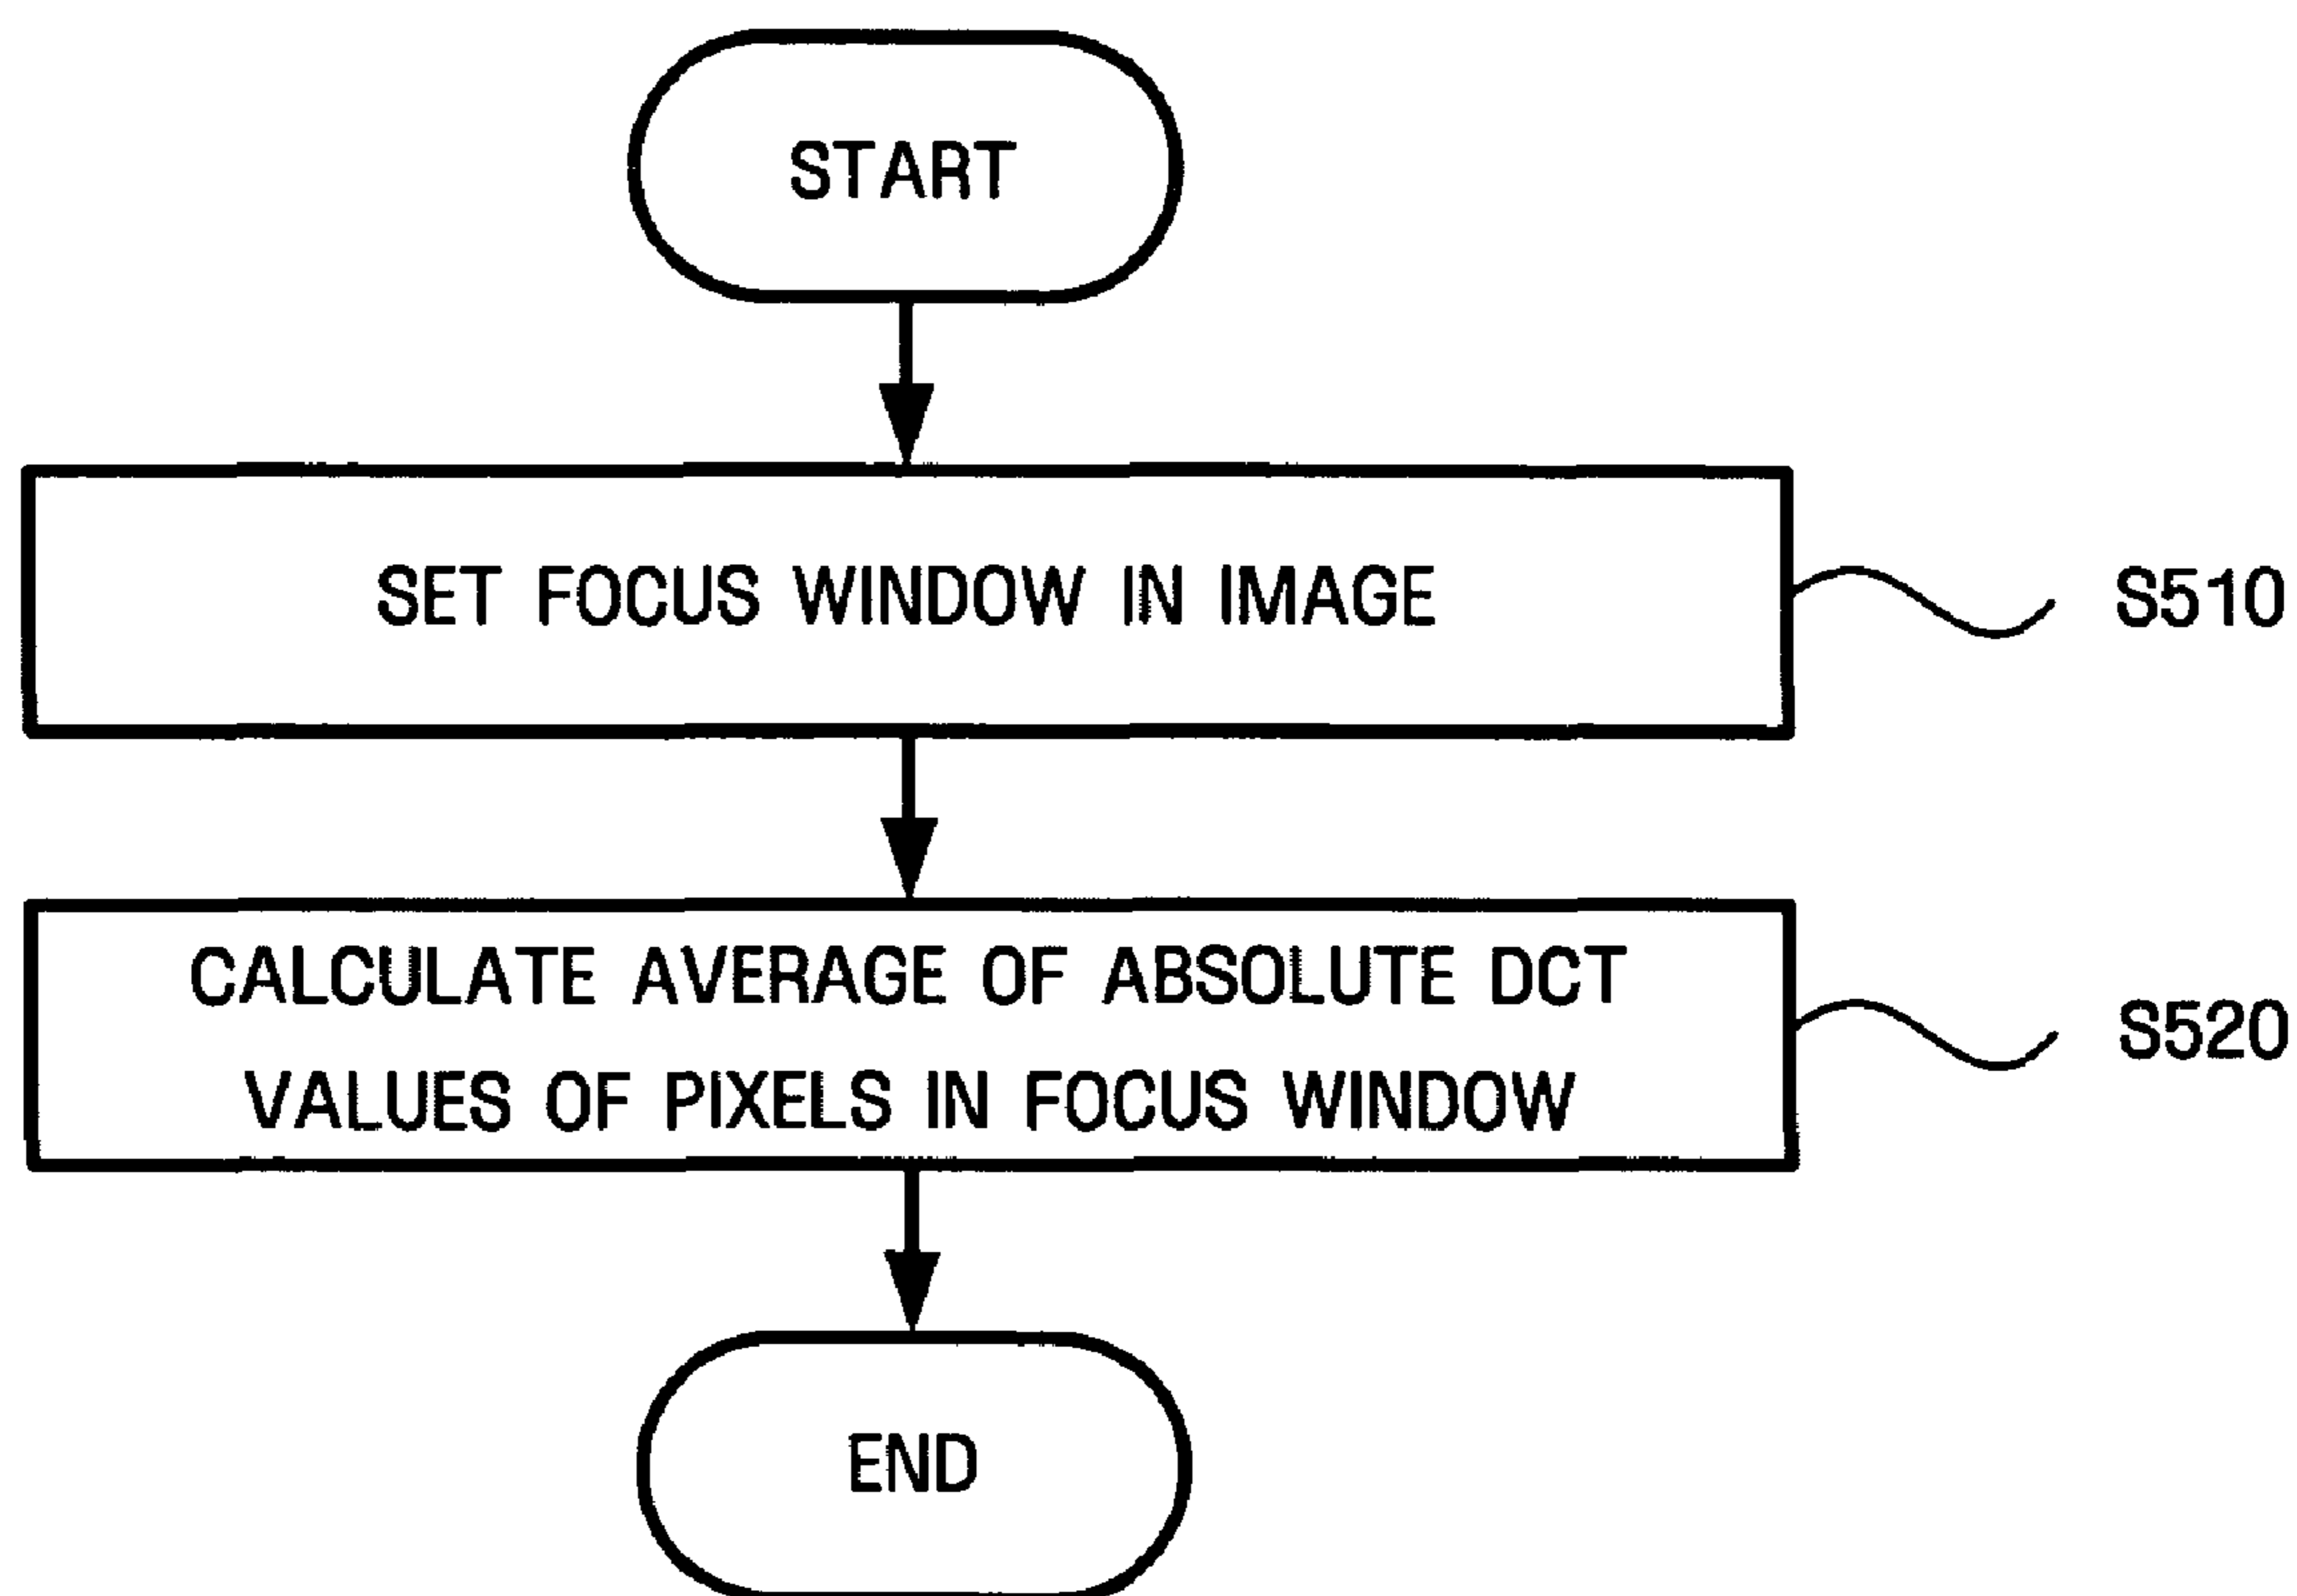 START
SET FOCUS WINDOW IN IMAGE
S510
CALCULATE AVERAGE OF ABSOLUTE DCT
VALUES OF PIXELS IN FOCUS WINDOW
S520
END